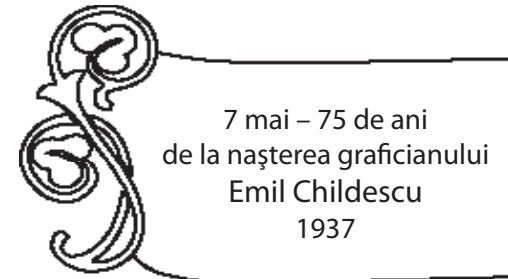 7 mai – 75 de ani
de la naşterea graficianului
Emil Childescu
1937